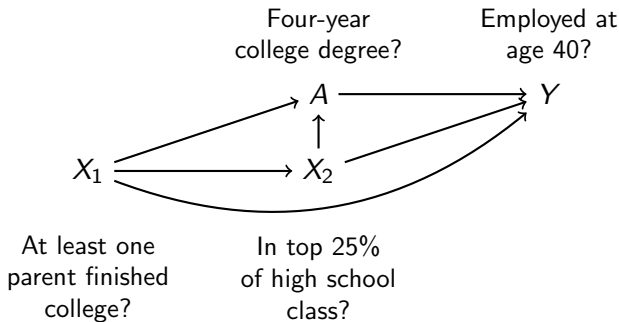 Four-year
college degree?
Employed at
age 40?
A
Y
X₁
X₂
At least one
parent finished
college?
In top 25%
of high school
class?